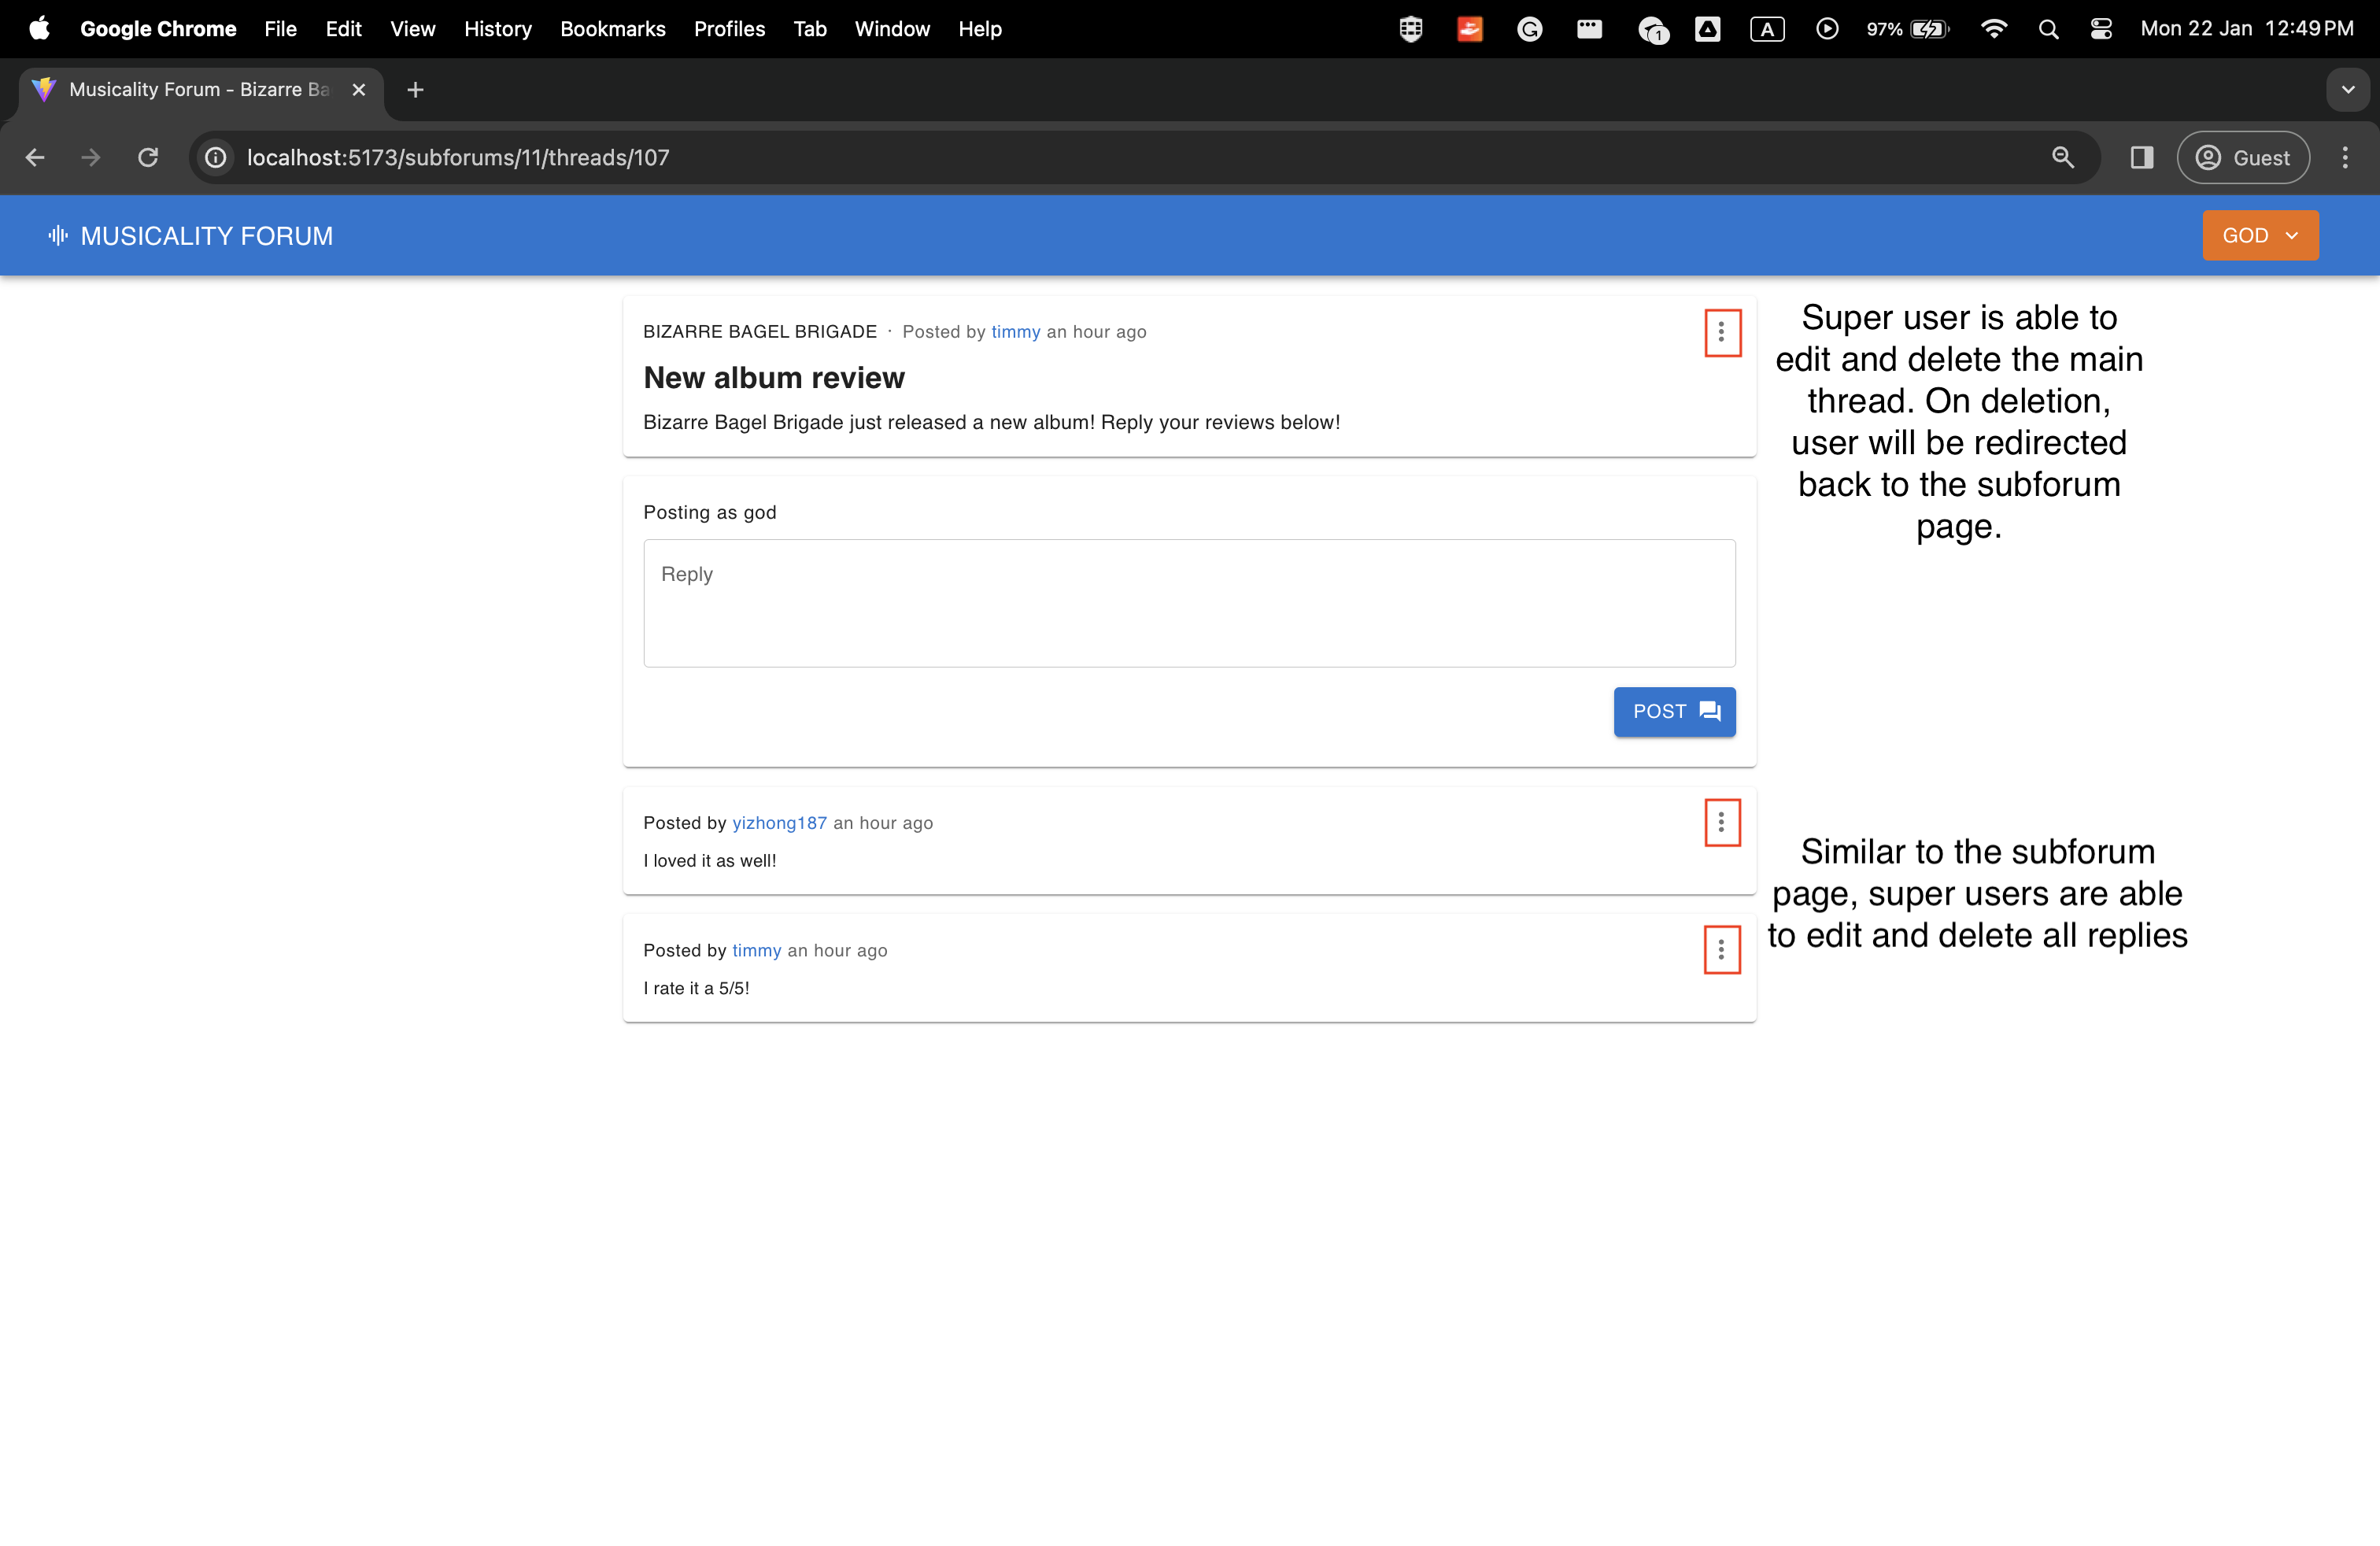 Google Chrome File Edit View History Bookmarks Profiles Tab Window Help 1 A 97% Mon 22 Jan 12:49 PM
Musicality Forum - Bizarre Ba
localhost:5173/subforums/11/threads/107 Guest
MUSICALITY FORUM GOD
BIZARRE BAGEL BRIGADE · Posted by timmy an hour ago
New album review
Bizarre Bagel Brigade just released a new album! Reply your reviews below!
Super user is able to
edit and delete the main
thread. On deletion,
user will be redirected
back to the subforum
page.
Posting as god
Reply
POST
Posted by yizhong187 an hour ago
I loved it as well!
Posted by timmy an hour ago
I rate it a 5/5!
Similar to the subforum
page, super users are able
to edit and delete all replies